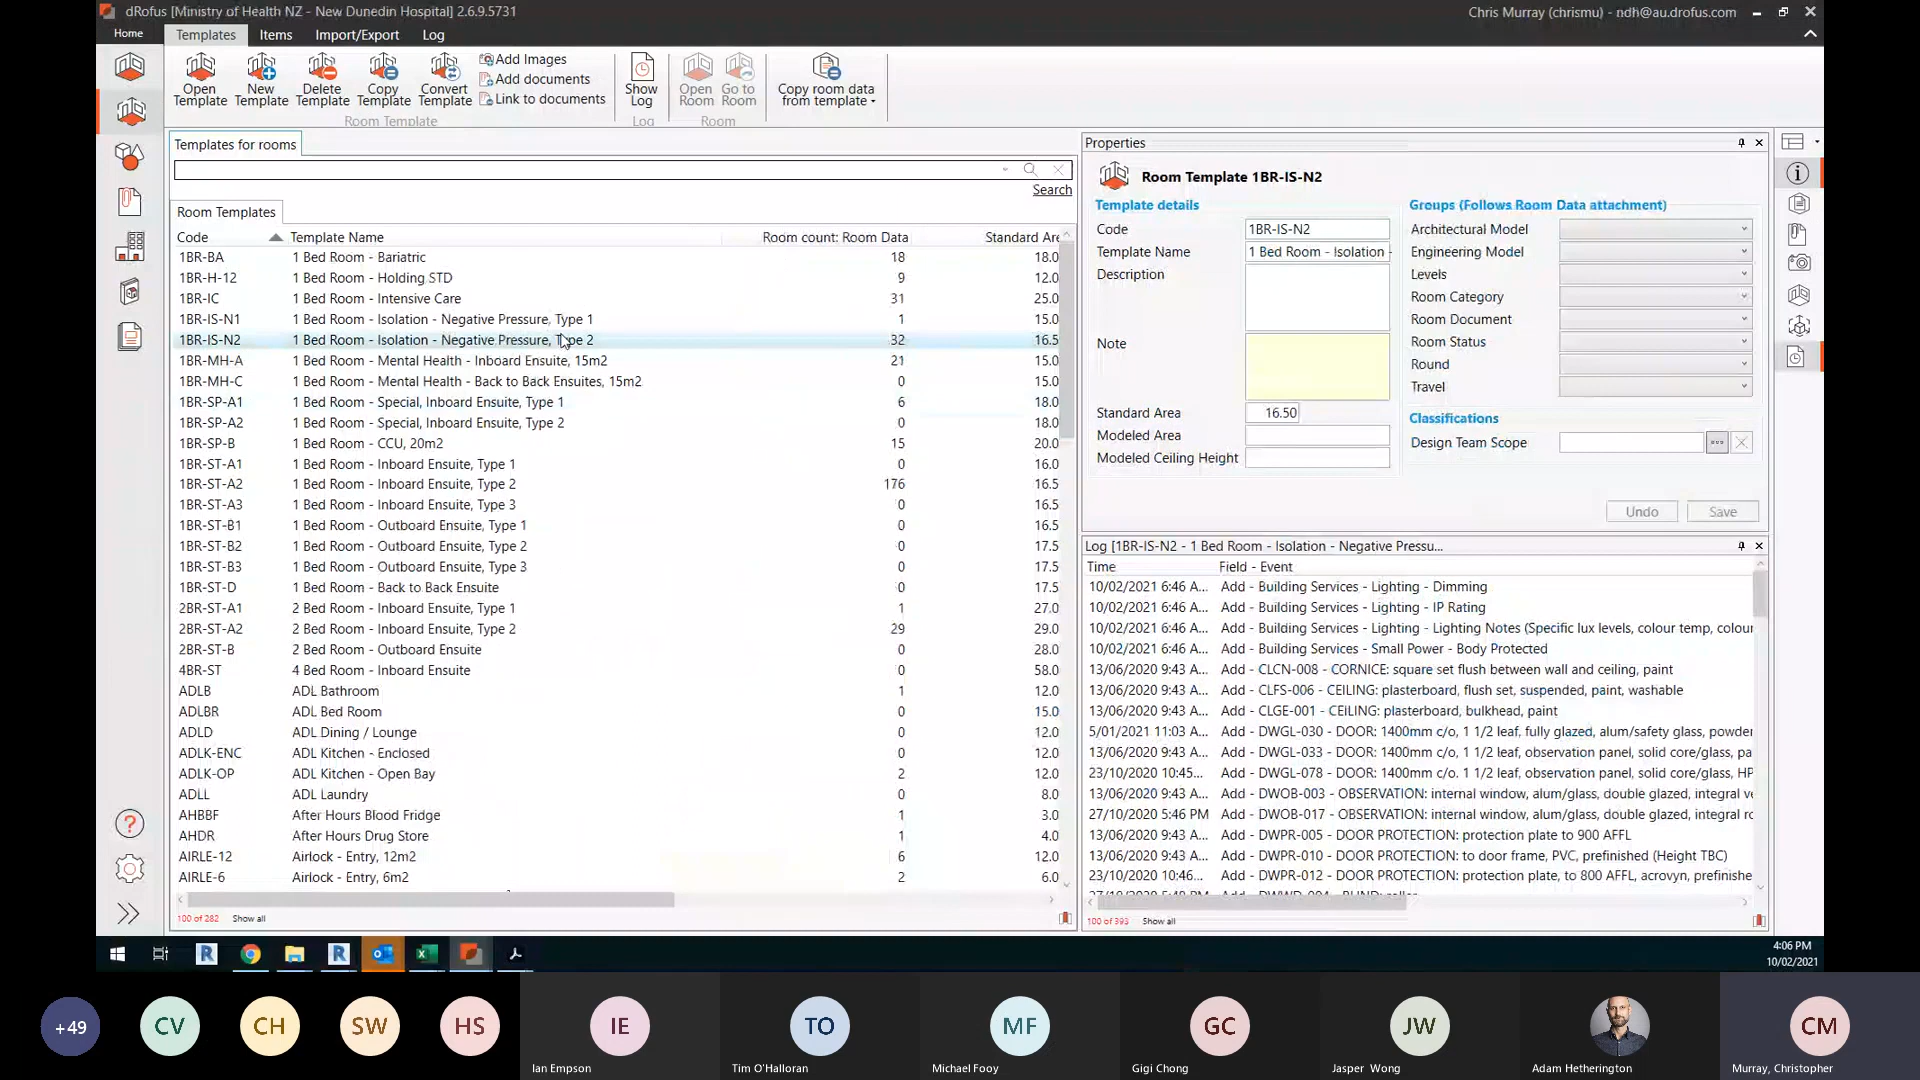 dRofus [Ministry of Health NZ - New Dunedin Hospital] 2.6.9.5731
Chris Murray (chrismu) - ndh@au.drofus.com
Home
Templates
Items
Import/Export
Log
Open Template
New Template
Delete Template
Copy Template
Convert Template
Add Images
Add documents
Link to documents
Room Template
Show Log
Log
Open Room
Go to Room
Room
Copy room data from template
Templates for rooms
Search
Room Templates
Code Template Name Room count: Room Data Standard Are
1BR-BA 1 Bed Room - Bariatric 18 18.0
1BR-H-12 1 Bed Room - Holding STD 9 12.0
1BR-IC 1 Bed Room - Intensive Care 31 25.0
1BR-IS-N1 1 Bed Room - Isolation - Negative Pressure, Type 1 1 15.0
1BR-IS-N2 1 Bed Room - Isolation - Negative Pressure, Type 2 32 16.5
1BR-MH-A 1 Bed Room - Mental Health - Inboard Ensuite, 15m2 21 15.0
1BR-MH-C 1 Bed Room - Mental Health - Back to Back Ensuites, 15m2 0 15.0
1BR-SP-A1 1 Bed Room - Special, Inboard Ensuite, Type 1 6 18.0
1BR-SP-A2 1 Bed Room - Special, Inboard Ensuite, Type 2 0 18.0
1BR-SP-B 1 Bed Room - CCU, 20m2 15 20.0
1BR-ST-A1 1 Bed Room - Inboard Ensuite, Type 1 0 16.0
1BR-ST-A2 1 Bed Room - Inboard Ensuite, Type 2 176 16.5
1BR-ST-A3 1 Bed Room - Inboard Ensuite, Type 3 0 16.5
1BR-ST-B1 1 Bed Room - Outboard Ensuite, Type 1 0 16.5
1BR-ST-B2 1 Bed Room - Outboard Ensuite, Type 2 0 17.5
1BR-ST-B3 1 Bed Room - Outboard Ensuite, Type 3 0 17.5
1BR-ST-D 1 Bed Room - Back to Back Ensuite 0 17.5
2BR-ST-A1 2 Bed Room - Inboard Ensuite, Type 1 1 27.0
2BR-ST-A2 2 Bed Room - Inboard Ensuite, Type 2 29 29.0
2BR-ST-B 2 Bed Room - Outboard Ensuite 0 28.0
4BR-ST 4 Bed Room - Inboard Ensuite 0 58.0
ADLB ADL Bathroom 1 12.0
ADLBR ADL Bed Room 0 15.0
ADLD ADL Dining / Lounge 0 12.0
ADLK-ENC ADL Kitchen - Enclosed 0 12.0
ADLK-OP ADL Kitchen - Open Bay 2 12.0
ADLL ADL Laundry 0 8.0
AHBBF After Hours Blood Fridge 1 3.0
AHDR After Hours Drug Store 1 4.0
AIRLE-12 Airlock - Entry, 12m2 6 12.0
AIRLE-6 Airlock - Entry, 6m2 2 6.0
100 of 282 Show all
Properties
Room Template 1BR-IS-N2
Template details
Code 1BR-IS-N2
Template Name 1 Bed Room - Isolation -
Description
Note
Standard Area 16.50
Modeled Area
Modeled Ceiling Height
Groups (Follows Room Data attachment)
Architectural Model
Engineering Model
Levels
Room Category
Room Document
Room Status
Round
Travel
Classifications
Design Team Scope
Undo Save
Log [1BR-IS-N2 - 1 Bed Room - Isolation - Negative Pressu...
Time Field - Event
10/02/2021 6:46 A... Add - Building Services - Lighting - Dimming
10/02/2021 6:46 A... Add - Building Services - Lighting - IP Rating
10/02/2021 6:46 A... Add - Building Services - Lighting - Lighting Notes (Specific lux levels, colour temp, colour
10/02/2021 6:46 A... Add - Building Services - Small Power - Body Protected
13/06/2020 9:43 A... Add - CLCN-008 - CORNICE: square set flush between wall and ceiling, paint
13/06/2020 9:43 A... Add - CLFS-006 - CEILING: plasterboard, flush set, suspended, paint, washable
13/06/2020 9:43 A... Add - CLGE-001 - CEILING: plasterboard, bulkhead, paint
5/01/2021 11:03 A... Add - DWGL-030 - DOOR: 1400mm c/o, 1 1/2 leaf, fully glazed, alum/safety glass, powder
13/06/2020 9:43 A... Add - DWGL-033 - DOOR: 1400mm c/o, 1 1/2 leaf, observation panel, solid core/glass, pa
23/10/2020 10:45... Add - DWGL-078 - DOOR: 1400mm c/o. 1 1/2 leaf, observation panel, solid core/glass, HP
13/06/2020 9:43 A... Add - DWOB-003 - OBSERVATION: internal window, alum/glass, double glazed, integral ve
27/10/2020 5:46 PM Add - DWOB-017 - OBSERVATION: internal window, alum/glass, double glazed, integral ro
13/06/2020 9:43 A... Add - DWPR-005 - DOOR PROTECTION: protection plate to 900 AFFL
13/06/2020 9:43 A... Add - DWPR-010 - DOOR PROTECTION: to door frame, PVC, prefinished (Height TBC)
23/10/2020 10:46... Add - DWPR-012 - DOOR PROTECTION: protection plate, to 800 AFFL, acrovyn, prefinishe
100 of 393 Show all
4:06 PM
10/02/2021
+49
CV
CH
SW
HS
IE
TO
MF
GC
JW
CM
Ian Empson
Tim O'Halloran
Michael Fooy
Gigi Chong
Jasper Wong
Adam Hetherington
Murray, Christopher